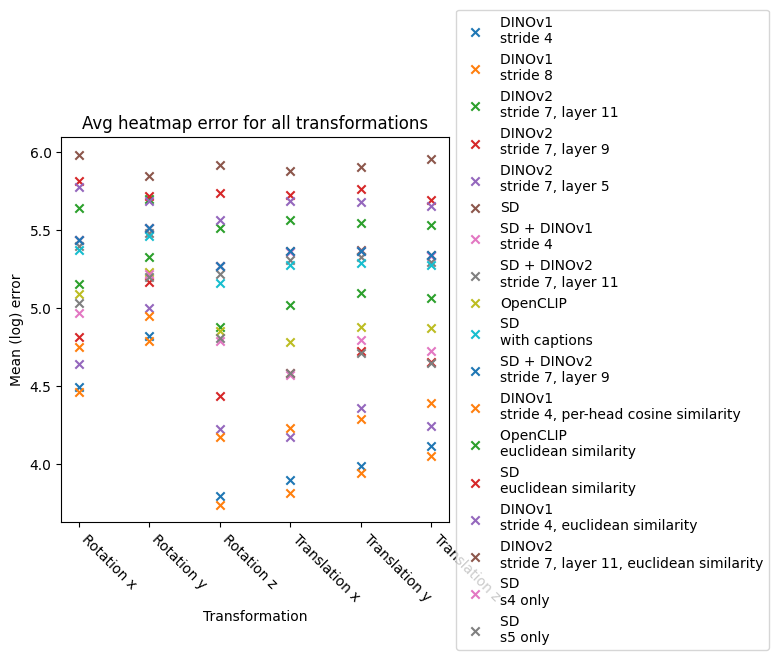 Avg heatmap error for all transformations
Mean (log) error
6.0
5.5
5.0
4.5
4.0
Rotation x
Rotation y
Rotation z
Translation x
Translation y
Translation z
Transformation
DINOv1
stride 4
DINOv1
stride 8
DINOv2
stride 7, layer 11
DINOv2
stride 7, layer 9
DINOv2
stride 7, layer 5
SD
SD + DINOv1
stride 4
SD + DINOv2
stride 7, layer 11
OpenCLIP
SD
with captions
SD + DINOv2
stride 7, layer 9
DINOv1
stride 4, per-head cosine similarity
OpenCLIP
euclidean similarity
SD
euclidean similarity
DINOv1
stride 4, euclidean similarity
DINOv2
stride 7, layer 11, euclidean similarity
SD
s4 only
SD
s5 only